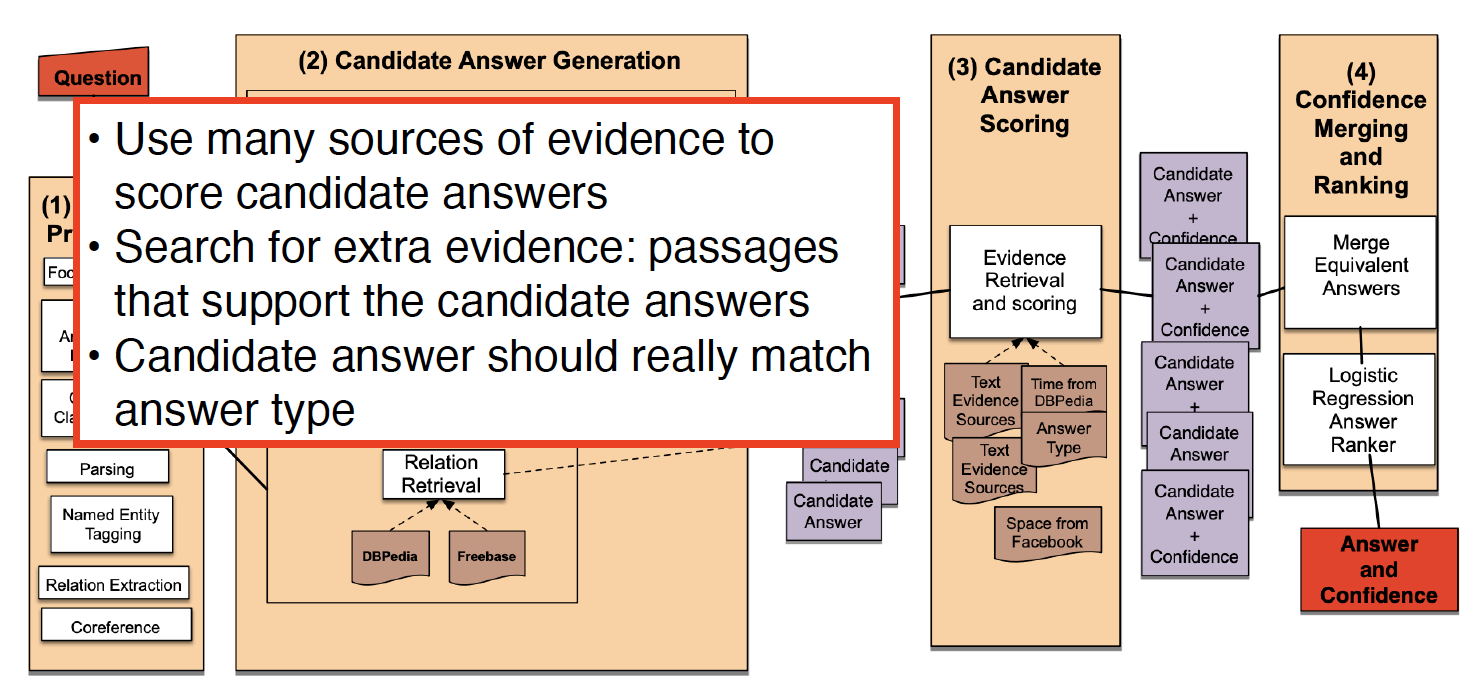 Question
(2) Candidate Answer Generation
• Use many sources of evidence to
score candidate answers
• Search for extra evidence: passages
that support the candidate answers
• Candidate answer should really match
answer type
(1)
Pr
Foc
Parsing
Named Entity
Tagging
Relation Extraction
Coreference
Relation
Retrieval
DBPedia
Freebase
Candidate
Candidate
Answer
(3) Candidate
Answer
Scoring
Evidence
Retrieval
and scoring
Text
Evidence
Sources
Time from
DBPedia
Answer
Type
Text
Evidence
Sources
Space from
Facebook
Candidate
Answer
+
Confidence
Candidate
Answer
+
Confidence
Candidate
Answer
+
Candidate
Answer
Candidate
Answer
+
Confidence
(4)
Confidence
Merging
and
Ranking
Merge
Equivalent
Answers
Logistic
Regression
Answer
Ranker
Answer
and
Confidence